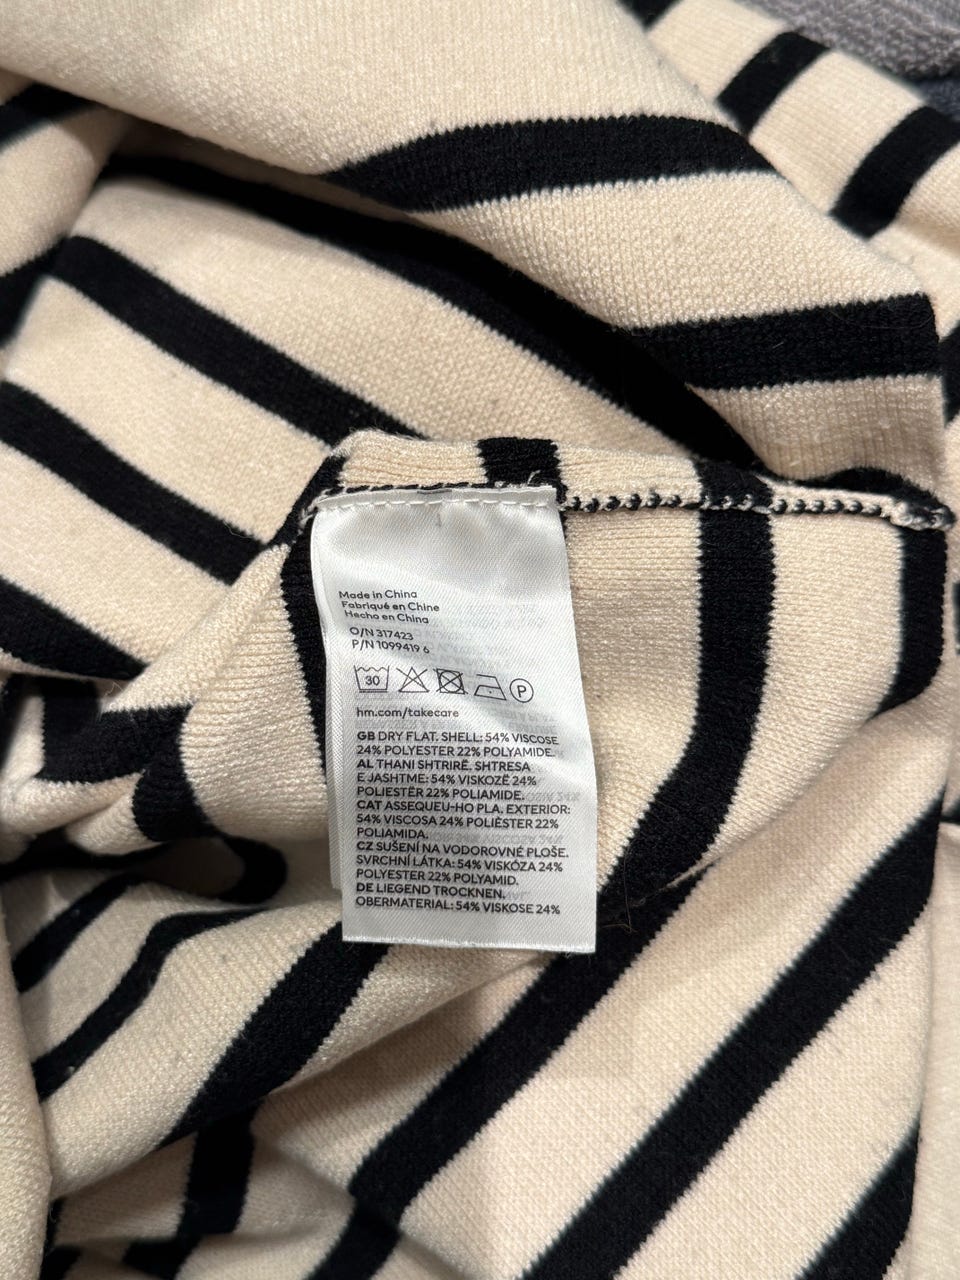 Made in China
Fabriqué en Chine
Hecho en China
O/N 317423
P/N 1099419 6
30
P
hm.com/takecare
GB DRY FLAT. SHELL: 54% VISCOSE
24% POLYESTER 22% POLYAMIDE.
AL THANI SHTRIRË. SHTRESA
E JASHTME: 54% VISKOZË 24%
POLIESTËR 22% POLIAMIDE.
CAT ASSEQUEU-HO PLA. EXTERIOR:
54% VISCOSA 24% POLIÈSTER 22%
POLIAMIDA.
CZ SUŠENÍ NA VODOROVNÉ PLOŠE.
SVRCHNÍ LÁTKA: 54% VISKÓZA 24%
POLYESTER 22% POLYAMID.
DE LIEGEND TROCKNEN.
OBERMATERIAL: 54% VISKOSE 24%